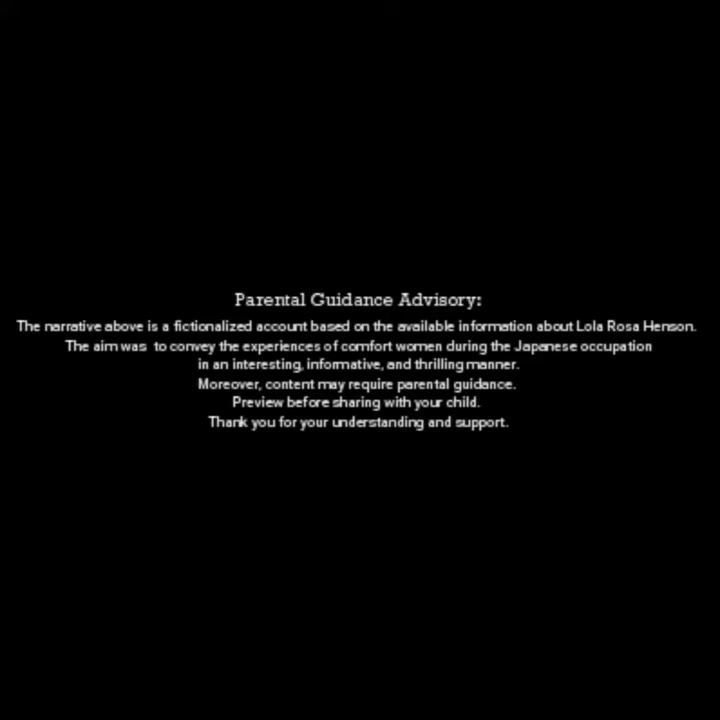 Parental Guidance Advisory:
The narrative above is a fictionalized account based on the available information about Lola Rosa Henson.
The aim was to convey the experiences of comfort women during the Japanese occupation
in an interesting, informative, and thrilling manner.
Moreover, content may require parental guidance.
Preview before sharing with your child.
Thank you for your understanding and support.